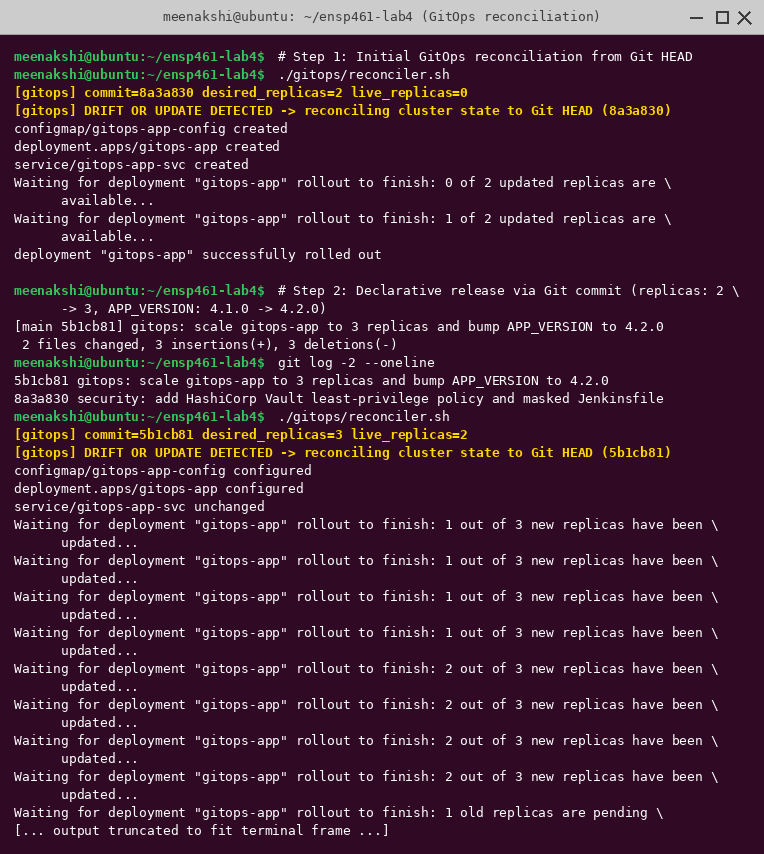 meenakshi@ubuntu: ~/ensp461-lab4 (GitOps reconciliation)
meenakshi@ubuntu:~/ensp461-lab4$ # Step 1: Initial GitOps reconciliation from Git HEAD
meenakshi@ubuntu:~/ensp461-lab4$ ./gitops/reconciler.sh
[gitops] commit=8a3a830 desired_replicas=2 live_replicas=0
[gitops] DRIFT OR UPDATE DETECTED -> reconciling cluster state to Git HEAD (8a3a830)
configmap/gitops-app-config created
deployment.apps/gitops-app created
service/gitops-app-svc created
Waiting for deployment "gitops-app" rollout to finish: 0 of 2 updated replicas are \
available...
Waiting for deployment "gitops-app" rollout to finish: 1 of 2 updated replicas are \
available...
deployment "gitops-app" successfully rolled out
meenakshi@ubuntu:~/ensp461-lab4$ # Step 2: Declarative release via Git commit (replicas: 2 \
-> 3, APP_VERSION: 4.1.0 -> 4.2.0)
[main 5b1cb81] gitops: scale gitops-app to 3 replicas and bump APP_VERSION to 4.2.0
2 files changed, 3 insertions(+), 3 deletions(-)
meenakshi@ubuntu:~/ensp461-lab4$ git log -2 --oneline
5b1cb81 gitops: scale gitops-app to 3 replicas and bump APP_VERSION to 4.2.0
8a3a830 security: add HashiCorp Vault least-privilege policy and masked Jenkinsfile
meenakshi@ubuntu:~/ensp461-lab4$ ./gitops/reconciler.sh
[gitops] commit=5b1cb81 desired_replicas=3 live_replicas=2
[gitops] DRIFT OR UPDATE DETECTED -> reconciling cluster state to Git HEAD (5b1cb81)
configmap/gitops-app-config configured
deployment.apps/gitops-app configured
service/gitops-app-svc unchanged
Waiting for deployment "gitops-app" rollout to finish: 1 out of 3 new replicas have been \
updated...
Waiting for deployment "gitops-app" rollout to finish: 1 out of 3 new replicas have been \
updated...
Waiting for deployment "gitops-app" rollout to finish: 1 out of 3 new replicas have been \
updated...
Waiting for deployment "gitops-app" rollout to finish: 1 out of 3 new replicas have been \
updated...
Waiting for deployment "gitops-app" rollout to finish: 2 out of 3 new replicas have been \
updated...
Waiting for deployment "gitops-app" rollout to finish: 2 out of 3 new replicas have been \
updated...
Waiting for deployment "gitops-app" rollout to finish: 2 out of 3 new replicas have been \
updated...
Waiting for deployment "gitops-app" rollout to finish: 2 out of 3 new replicas have been \
updated...
Waiting for deployment "gitops-app" rollout to finish: 1 old replicas are pending \
[... output truncated to fit terminal frame ...]